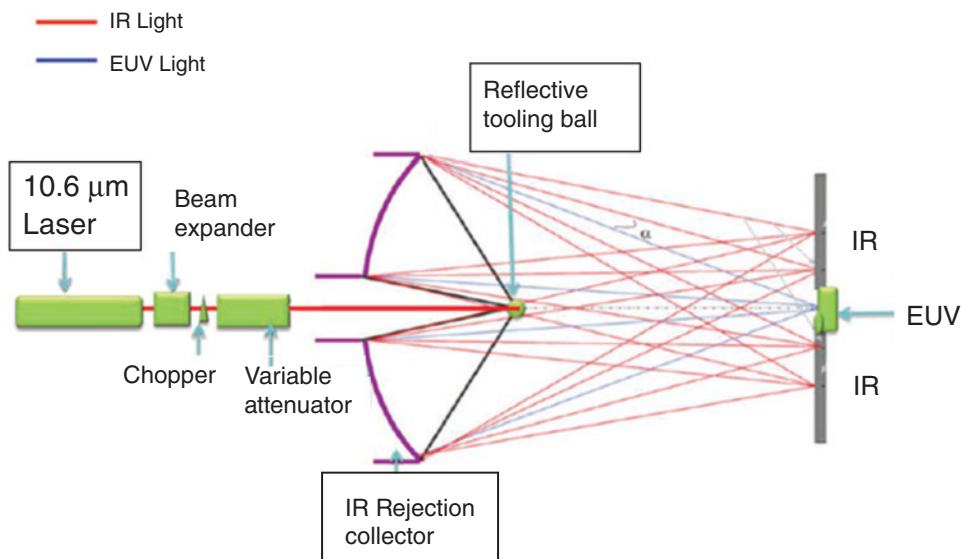 IR Light
EUV Light
Reflective
tooling ball
10.6 μm
Laser
Beam
expander
α
IR
EUV
Chopper
Variable
attenuator
IR
IR Rejection
collector